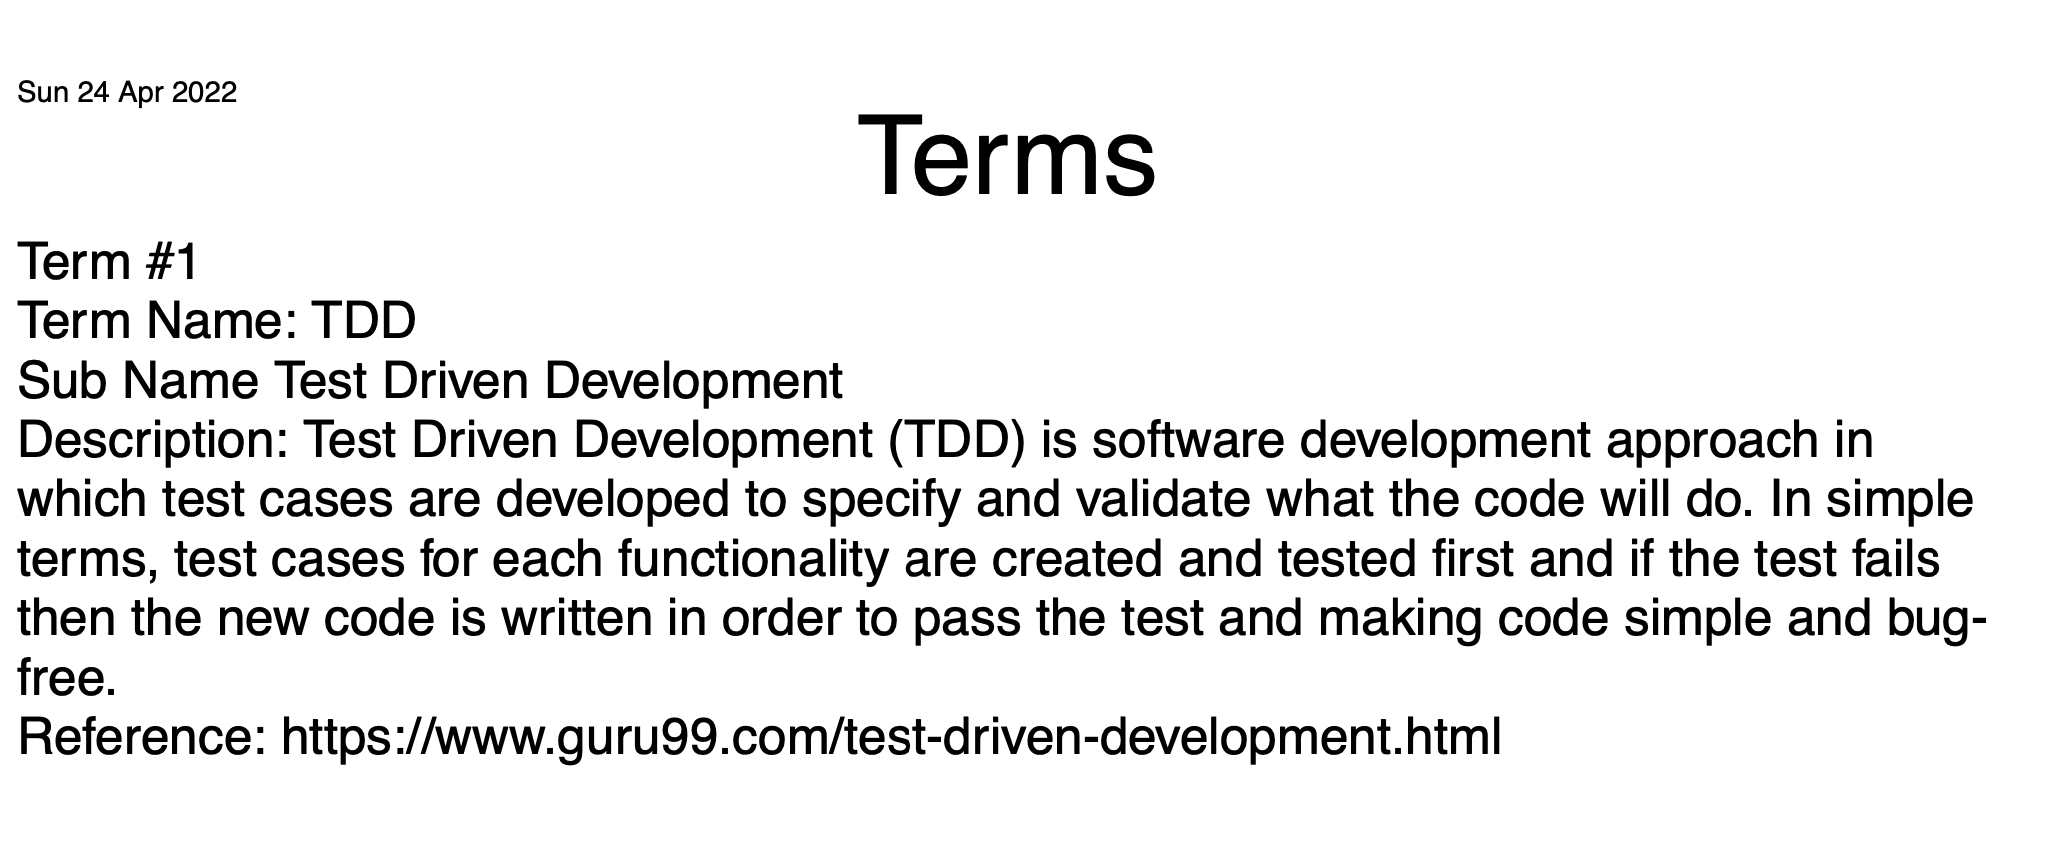 Sun 24 Apr 2022
Terms
Term #1
Term Name: TDD
Sub Name Test Driven Development
Description: Test Driven Development (TDD) is software development approach in
which test cases are developed to specify and validate what the code will do. In simple
terms, test cases for each functionality are created and tested first and if the test fails
then the new code is written in order to pass the test and making code simple and bug-
free.
Reference: https://www.guru99.com/test-driven-development.html